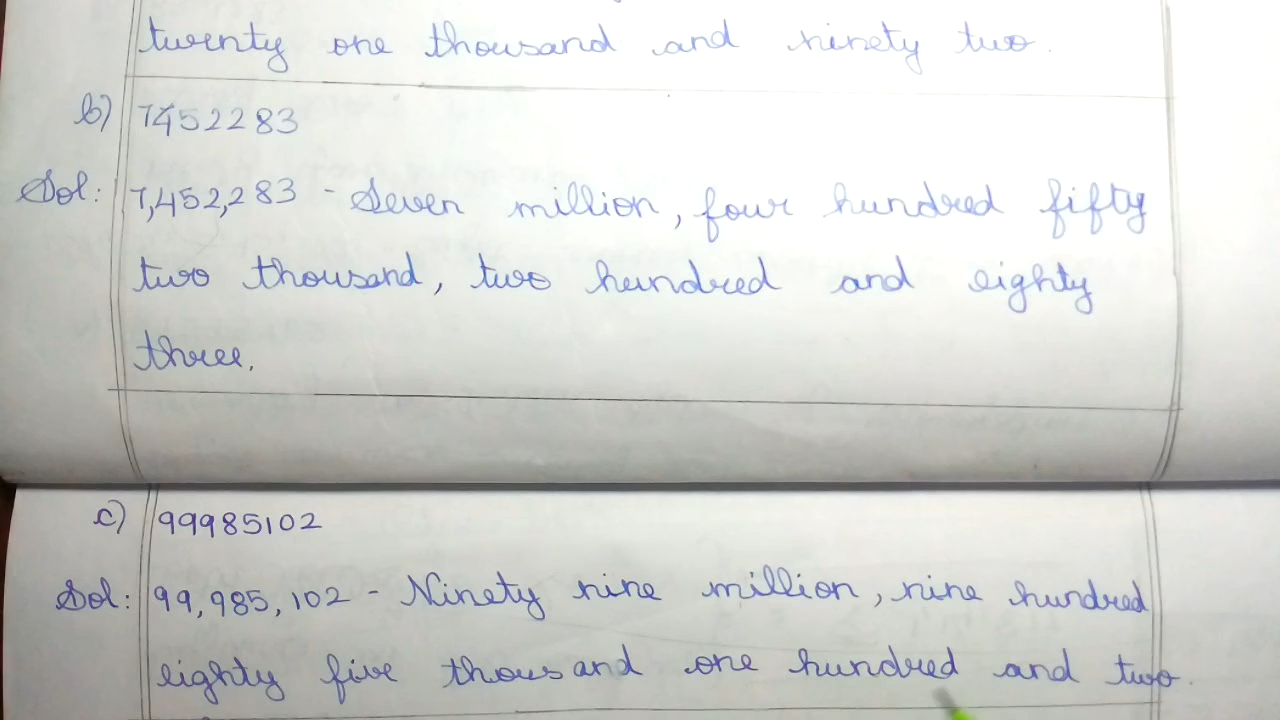 twenty one thousand and ninety two.
b) 7452283
Sol: 7,452,283 - Seven million, four hundred fifty
two thousand, two hundred and eighty
three.
c) 99985102
Sol: 99,985,102 - Ninety nine million, nine hundred
eighty five thousand one hundred and two.